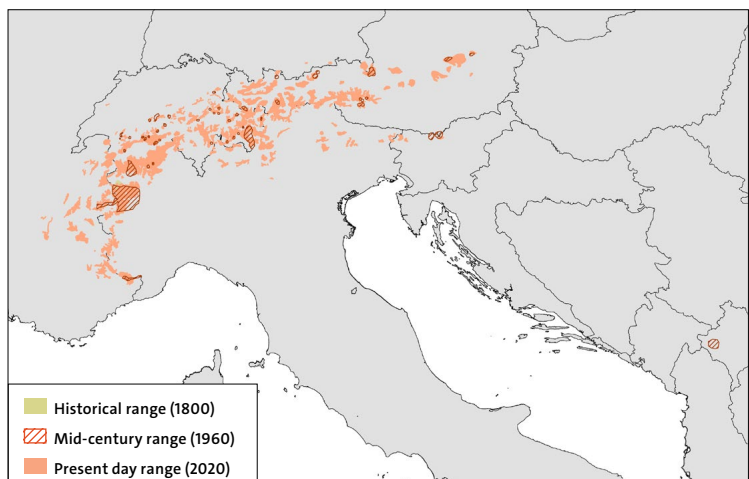 Historical range (1800)
Mid-century range (1960)
Present day range (2020)